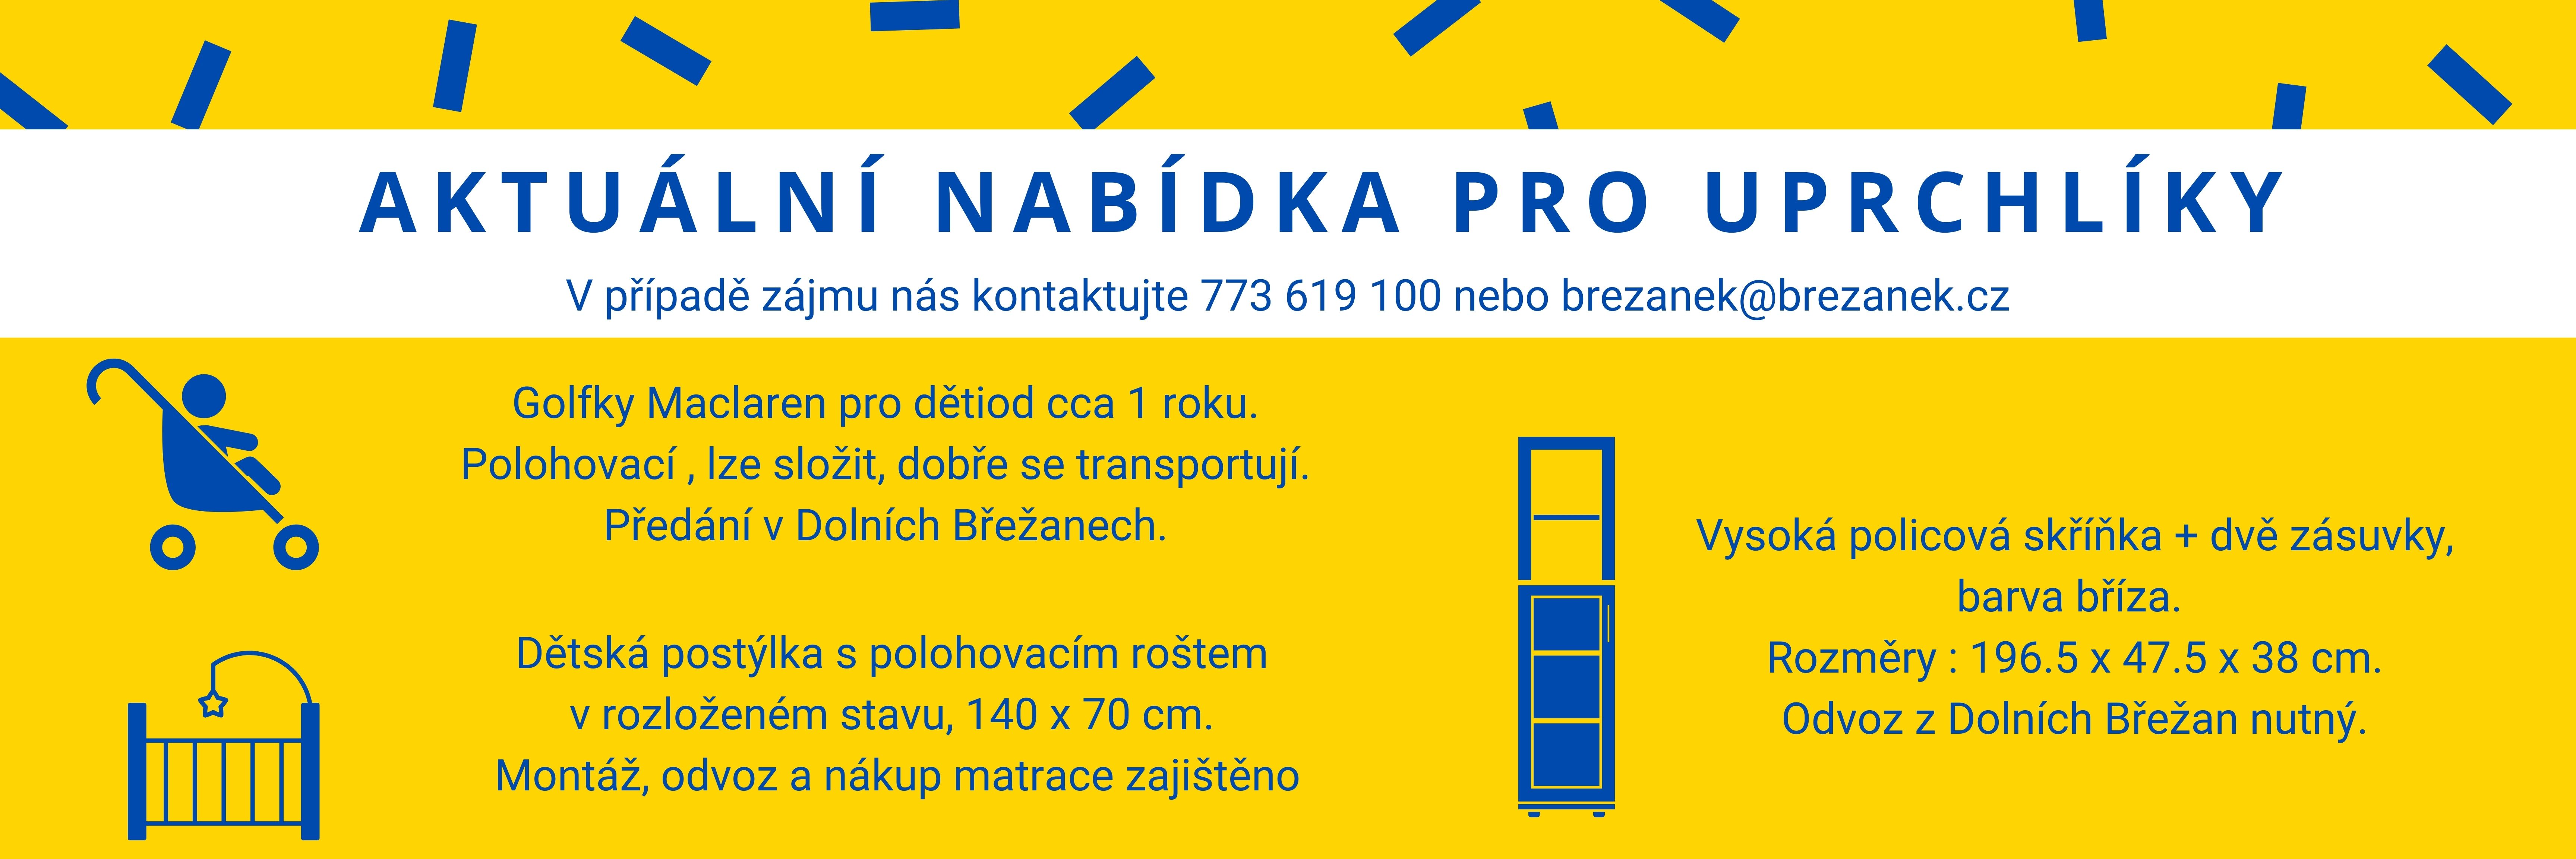 AKTUÁLNÍ NABÍDKA PRO UPRCHLÍKY
V případě zájmu nás kontaktujte 773 619 100 nebo brezanek@brezanek.cz
Golfky Maclaren pro dětiod cca 1 roku.
Polohovací , lze složit, dobře se transportují.
Předání v Dolních Břežanech.
Dětská postýlka s polohovacím roštem
v rozloženém stavu, 140 x 70 cm.
Montáž, odvoz a nákup matrace zajištěno
Vysoká policová skříňka + dvě zásuvky,
barva bříza.
Rozměry : 196.5 x 47.5 x 38 cm.
Odvoz z Dolních Břežan nutný.